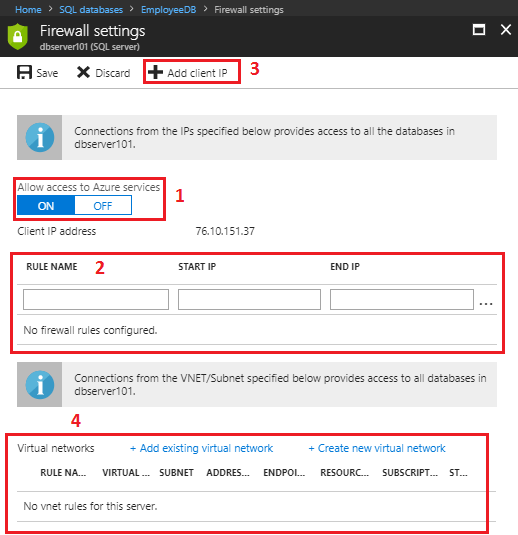 Home > SQL databases > EmployeeDB > Firewall settings
Firewall settings
dbserver101 (SQL server)
Save Discard Add client IP 3
Connections from the IPs specified below provides access to all the databases in
dbserver101.
Allow access to Azure services
ON OFF 1
Client IP address 76.10.151.37
RULE NAME 2 START IP END IP
...
No firewall rules configured.
Connections from the VNET/Subnet specified below provides access to all databases in
dbserver101.
4
Virtual networks + Add existing virtual network + Create new virtual network
RULE NA... VIRTUAL ... SUBNET ADDRES... ENDPOI... RESOURC... SUBSCRIPT... ST...
No vnet rules for this server.